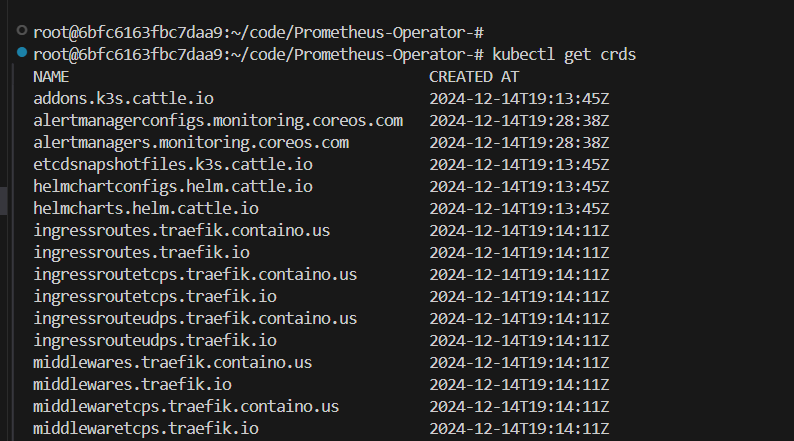 root@6bfc6163fbc7daa9:~/code/Prometheus-Operator-#
root@6bfc6163fbc7daa9:~/code/Prometheus-Operator-# kubectl get crds
NAME CREATED AT
addons.k3s.cattle.io 2024-12-14T19:13:45Z
alertmanagerconfigs.monitoring.coreos.com 2024-12-14T19:28:38Z
alertmanagers.monitoring.coreos.com 2024-12-14T19:28:38Z
etcdsnapshotfiles.k3s.cattle.io 2024-12-14T19:13:45Z
helmchartconfigs.helm.cattle.io 2024-12-14T19:13:45Z
helmcharts.helm.cattle.io 2024-12-14T19:13:45Z
ingressroutes.traefik.containo.us 2024-12-14T19:14:11Z
ingressroutes.traefik.io 2024-12-14T19:14:11Z
ingressroutetcps.traefik.containo.us 2024-12-14T19:14:11Z
ingressroutetcps.traefik.io 2024-12-14T19:14:11Z
ingressrouteudps.traefik.containo.us 2024-12-14T19:14:11Z
ingressrouteudps.traefik.io 2024-12-14T19:14:11Z
middlewares.traefik.containo.us 2024-12-14T19:14:11Z
middlewares.traefik.io 2024-12-14T19:14:11Z
middlewaretcps.traefik.containo.us 2024-12-14T19:14:11Z
middlewaretcps.traefik.io 2024-12-14T19:14:11Z